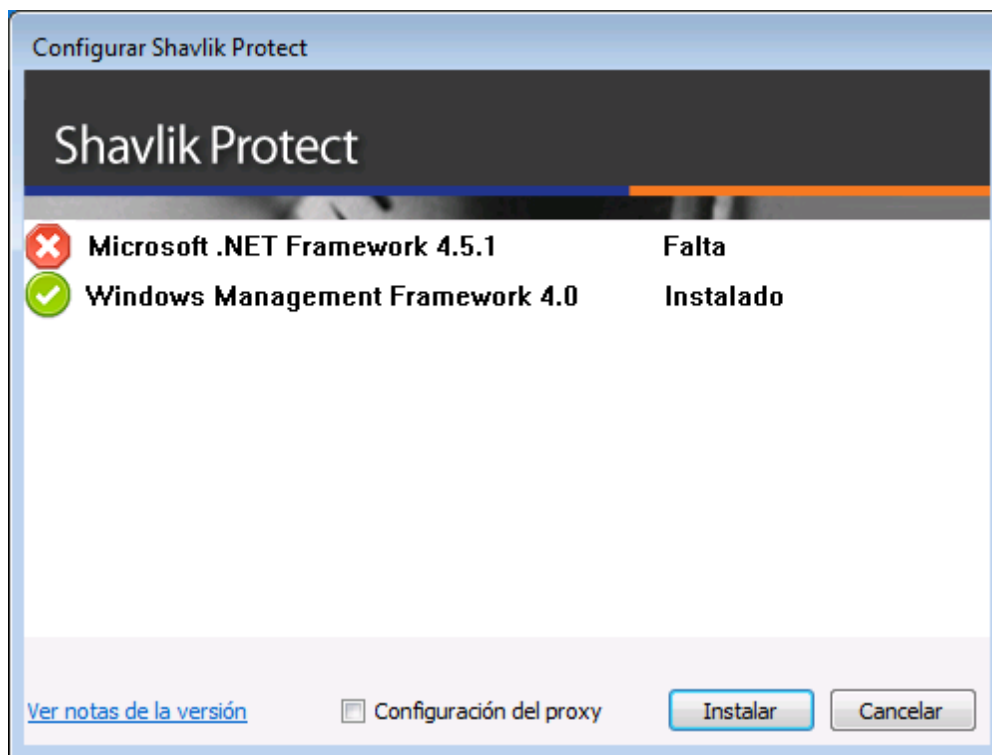 Configurar Shavlik Protect
Shavlik Protect
Microsoft .NET Framework 4.5.1 Falta
Windows Management Framework 4.0 Instalado
Ver notas de la versión Configuración del proxy Instalar Cancelar